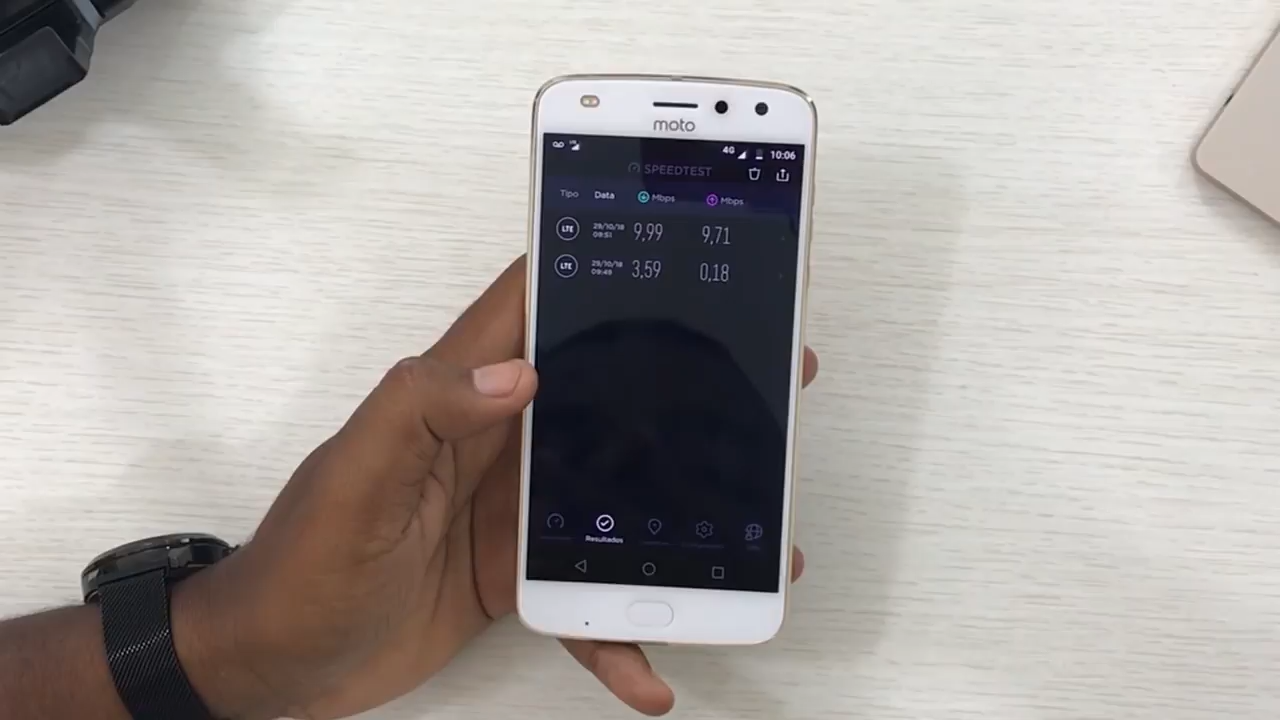 moto
4G 10:06
SPEEDTEST
Tipo Data Mbps Mbps
LTE 29/10/18 09:51 9,99 9,71
LTE 29/10/18 09:49 3,59 0,18
Resultados